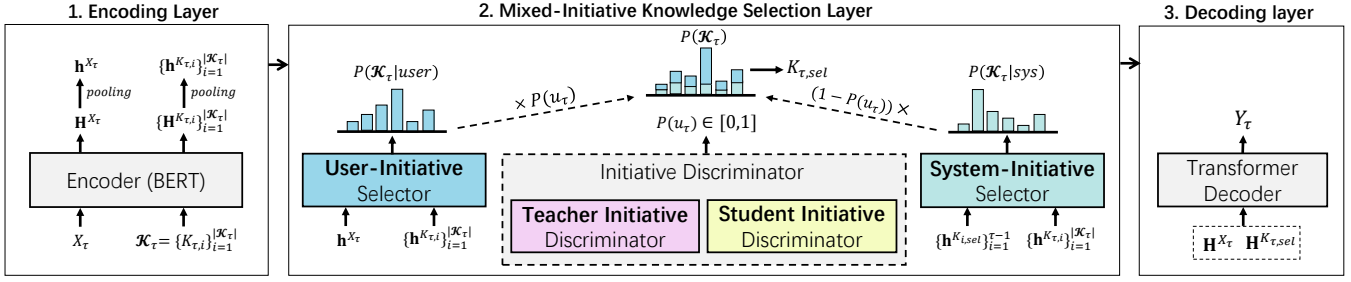 1. Encoding Layer
𝐡^{X_τ} {𝐡^{K_{τ,i}}}_{i=1}^{|𝓚_τ|}
pooling pooling
𝐇^{X_τ} {𝐇^{K_{τ,i}}}_{i=1}^{|𝓚_τ|}
Encoder (BERT)
X_τ 𝓚_τ = {K_{τ,i}}_{i=1}^{|𝓚_τ|}
2. Mixed-Initiative Knowledge Selection Layer
P(𝓚_τ)
K_{τ,sel}
P(𝓚_τ|user)
× P(u_τ)
(1 − P(u_τ)) ×
P(𝓚_τ|sys)
P(u_τ) ∈ [0,1]
User-Initiative
Selector
𝐡^{X_τ} {𝐡^{K_{τ,i}}}_{i=1}^{|𝓚_τ|}
Initiative Discriminator
Teacher Initiative
Discriminator
Student Initiative
Discriminator
System-Initiative
Selector
{𝐡^{K_{i,sel}}}_{i=1}^{τ−1} {𝐡^{K_{τ,i}}}_{i=1}^{|𝓚_τ|}
3. Decoding layer
Y_τ
Transformer
Decoder
𝐇^{X_τ} 𝐇^{K_{τ,sel}}